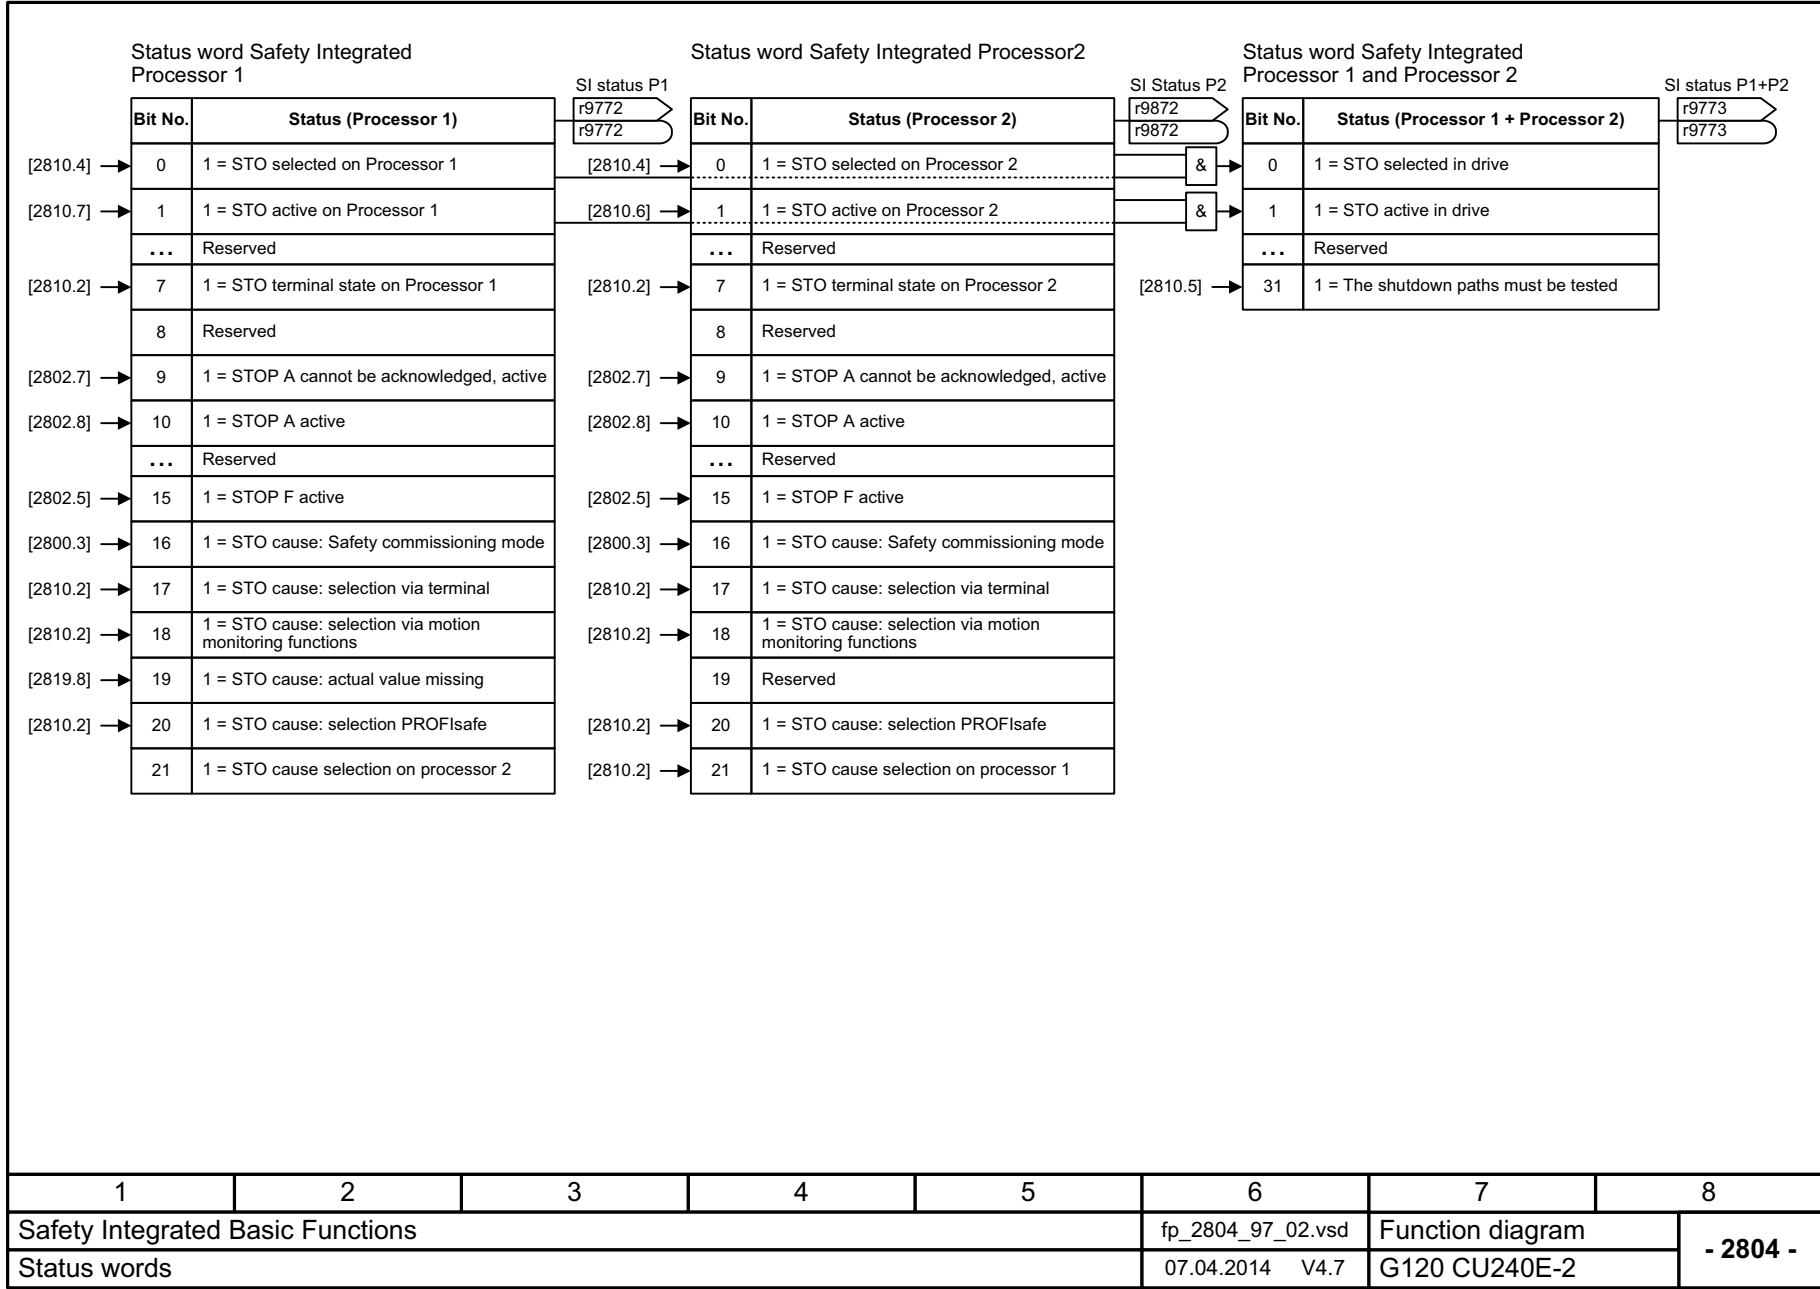 Status word Safety Integrated
Processor 1
SI status P1
r9772
r9772
Bit No. Status (Processor 1)
[2810.4] 0 1 = STO selected on Processor 1
[2810.7] 1 1 = STO active on Processor 1
... Reserved
[2810.2] 7 1 = STO terminal state on Processor 1
8 Reserved
[2802.7] 9 1 = STOP A cannot be acknowledged, active
[2802.8] 10 1 = STOP A active
... Reserved
[2802.5] 15 1 = STOP F active
[2800.3] 16 1 = STO cause: Safety commissioning mode
[2810.2] 17 1 = STO cause: selection via terminal
[2810.2] 18 1 = STO cause: selection via motion
monitoring functions
[2819.8] 19 1 = STO cause: actual value missing
[2810.2] 20 1 = STO cause: selection PROFIsafe
21 1 = STO cause selection on processor 2
Status word Safety Integrated Processor2
SI Status P2
r9872
r9872
Bit No. Status (Processor 2)
[2810.4] 0 1 = STO selected on Processor 2
&
[2810.6] 1 1 = STO active on Processor 2
&
... Reserved
[2810.2] 7 1 = STO terminal state on Processor 2
8 Reserved
[2802.7] 9 1 = STOP A cannot be acknowledged, active
[2802.8] 10 1 = STOP A active
... Reserved
[2802.5] 15 1 = STOP F active
[2800.3] 16 1 = STO cause: Safety commissioning mode
[2810.2] 17 1 = STO cause: selection via terminal
[2810.2] 18 1 = STO cause: selection via motion
monitoring functions
19 Reserved
[2810.2] 20 1 = STO cause: selection PROFIsafe
[2810.2] 21 1 = STO cause selection on processor 1
Status word Safety Integrated
Processor 1 and Processor 2
SI status P1+P2
r9773
r9773
Bit No. Status (Processor 1 + Processor 2)
0 1 = STO selected in drive
1 1 = STO active in drive
... Reserved
[2810.5] 31 1 = The shutdown paths must be tested
1 2 3 4 5 6 7 8
Safety Integrated Basic Functions fp_2804_97_02.vsd Function diagram
- 2804 -
Status words 07.04.2014 V4.7 G120 CU240E-2